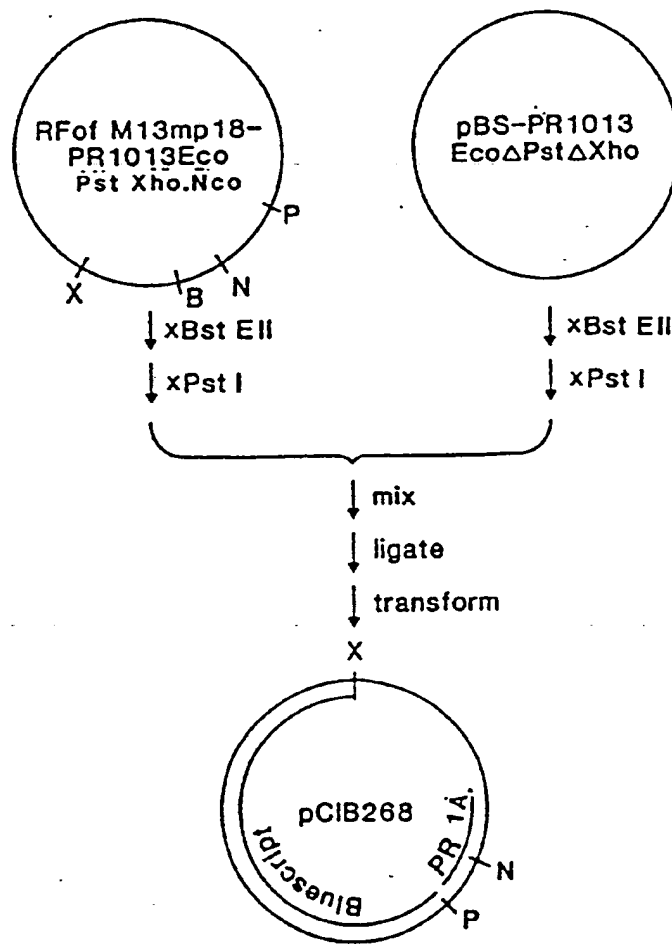 RFof M13mp18-
PR1013Eco
Pst Xho.Nco
P
N
B
X
pBS-PR1013
EcoΔPstΔXho
xBst EII
xPst I
xBst EII
xPst I
mix
ligate
transform
X
pCIB268
Bluescript
PR 1A.
N
P